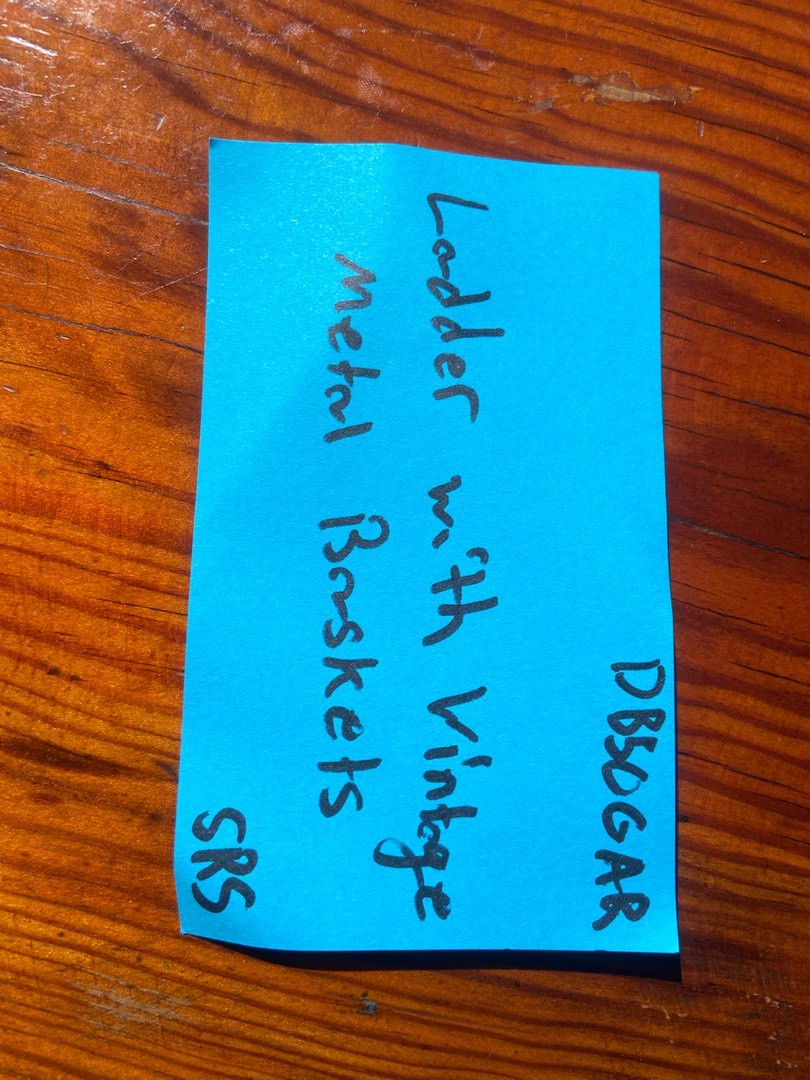 DB50GAR
Ladder with Vintage
Metal Baskets
SRS